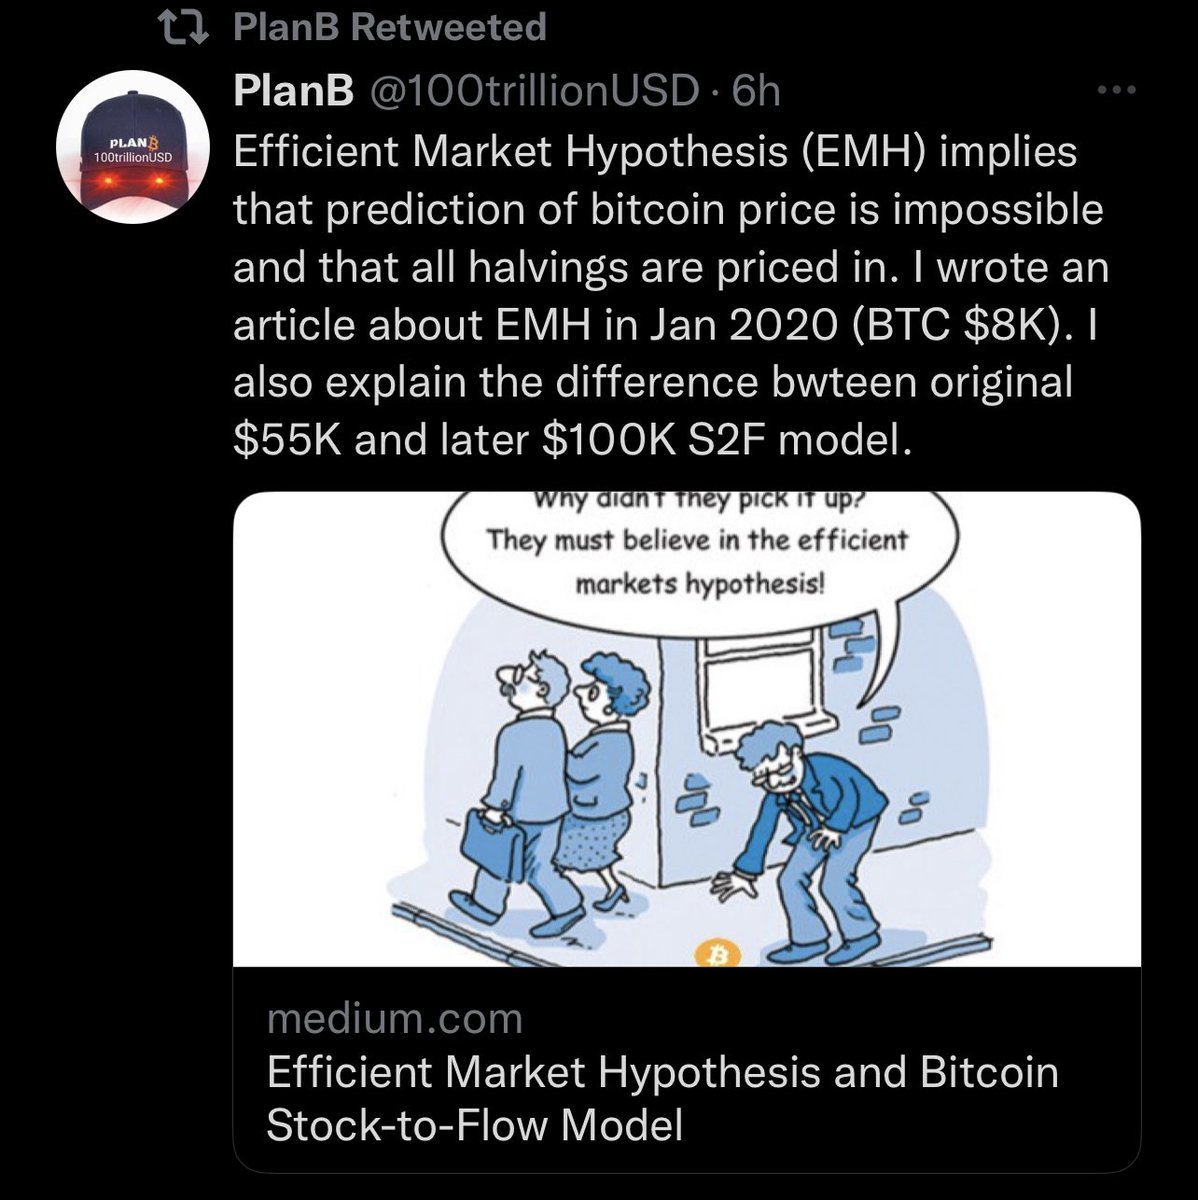 PlanB Retweeted
PlanB @100trillionUSD · 6h
PLAN₿
100trillionUSD
Efficient Market Hypothesis (EMH) implies
that prediction of bitcoin price is impossible
and that all halvings are priced in. I wrote an
article about EMH in Jan 2020 (BTC $8K). I
also explain the difference bwteen original
$55K and later $100K S2F model.
Why didn't they pick it up?
They must believe in the efficient
markets hypothesis!
medium.com
Efficient Market Hypothesis and Bitcoin
Stock-to-Flow Model